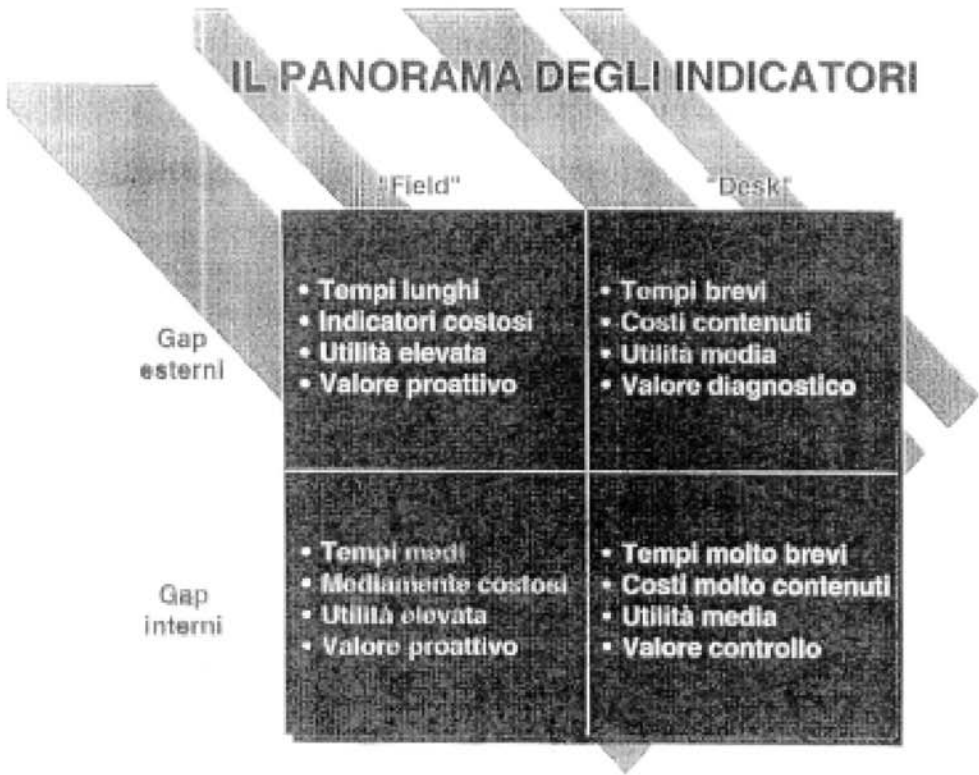 IL PANORAMA DEGLI INDICATORI
"Field"
"Desk"
Gap
esterni
• Tempi lunghi
• Indicatori costosi
• Utilità elevata
• Valore proattivo
• Tempi brevi
• Costi contenuti
• Utilità media
• Valore diagnostico
Gap
interni
• Tempi medi
• Mediamente costosi
• Utilità elevata
• Valore proattivo
• Tempi molto brevi
• Costi molto contenuti
• Utilità media
• Valore controllo